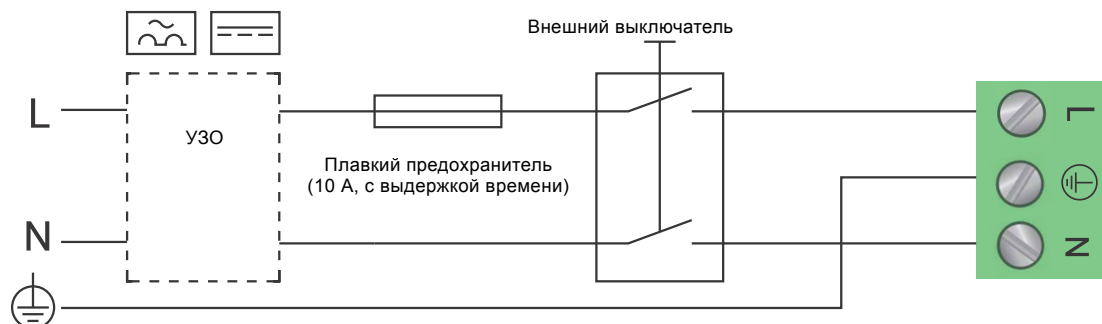 Внешний выключатель
L
УЗО
Плавкий предохранитель
(10 А, с выдержкой времени)
N
L
N